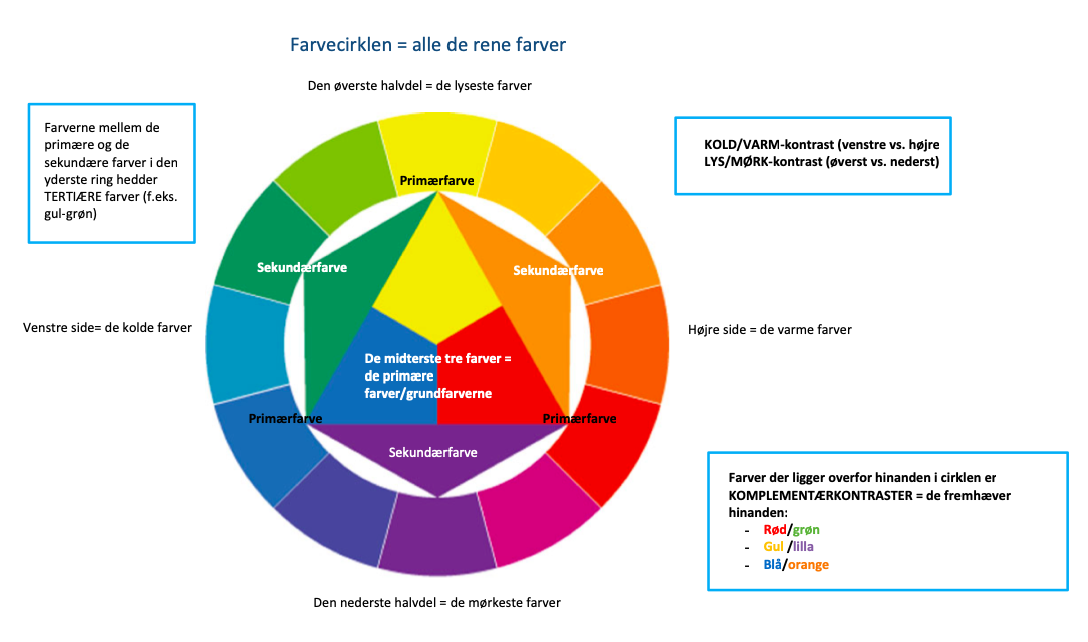 Farvecirklen = alle de rene farver
Den øverste halvdel = de lyseste farver
Farverne mellem de
primære og de
sekundære farver i den
yderste ring hedder
TERTIÆRE farver (f.eks.
gul-grøn)
KOLD/VARM-kontrast (venstre vs. højre
LYS/MØRK-kontrast (øverst vs. nederst)
Primærfarve
Sekundærfarve
Sekundærfarve
Venstre side= de kolde farver
Højre side = de varme farver
De midterste tre farver =
de primære
farver/grundfarverne
Primærfarve
Primærfarve
Sekundærfarve
Farver der ligger overfor hinanden i cirklen er
KOMPLEMENTÆRKONTRASTER = de fremhæver
hinanden:
- Rød/grøn
- Gul /lilla
- Blå/orange
Den nederste halvdel = de mørkeste farver